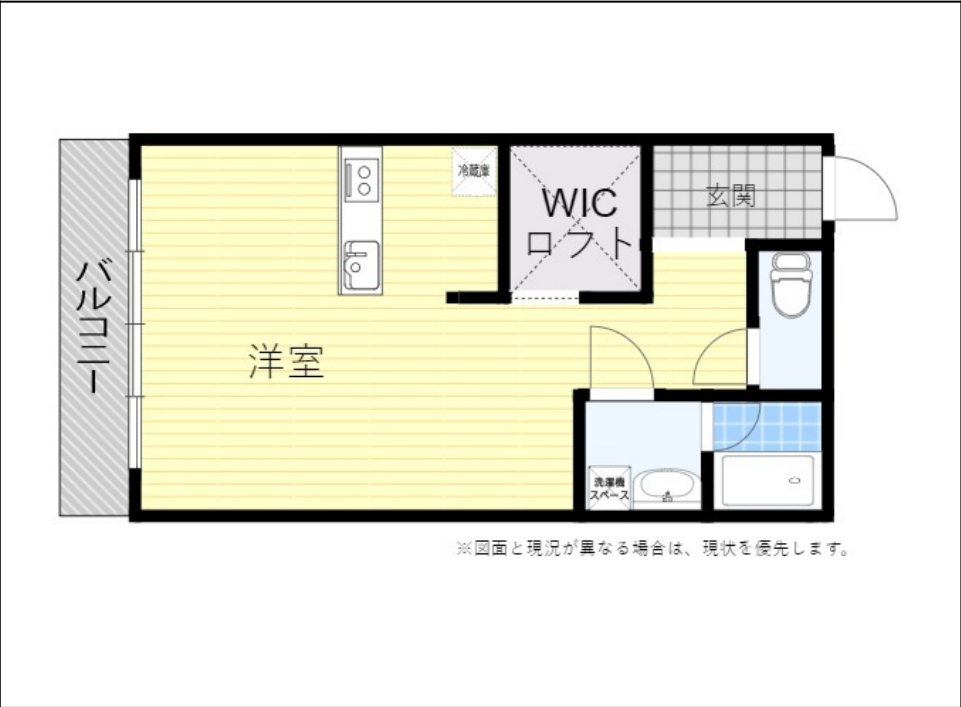 冷蔵庫
WIC
ロフト
玄関
バルコニー
洋室
洗濯機
スペース
※図面と現況が異なる場合は、現状を優先します。